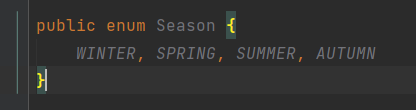 public enum Season {
WINTER, SPRING, SUMMER, AUTUMN
}